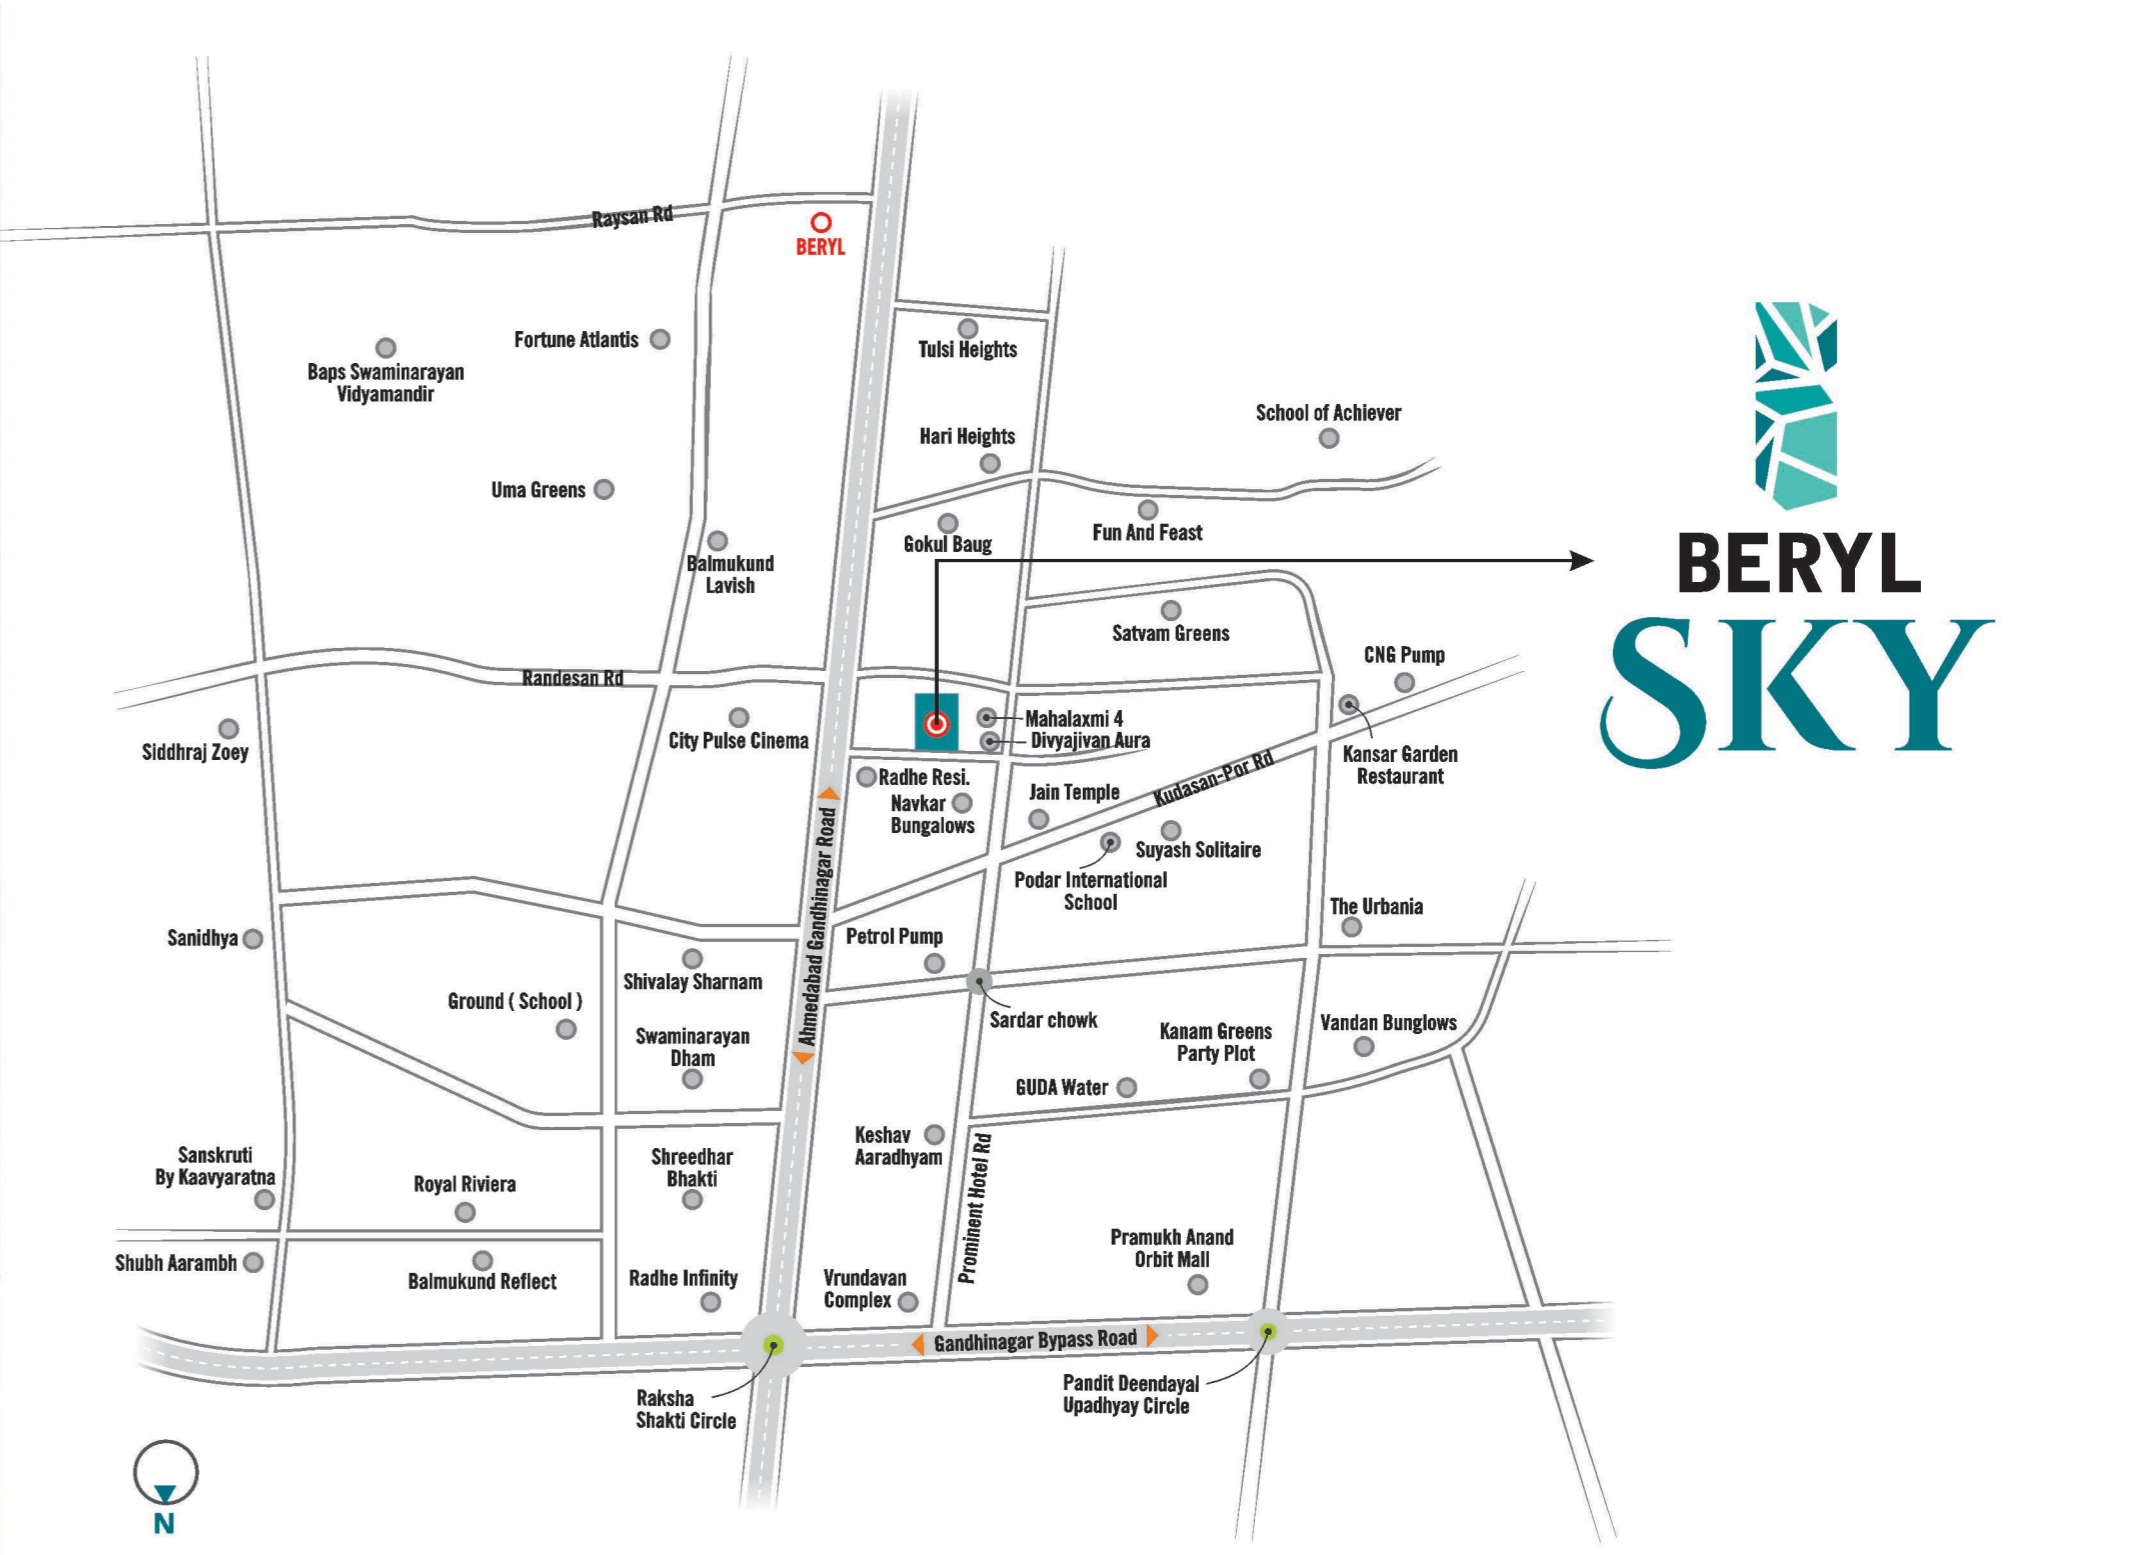 Raysan Rd
BERYL
Fortune Atlantis
Baps Swaminarayan
Vidyamandir
Tulsi Heights
School of Achiever
Hari Heights
Uma Greens
Fun And Feast
Gokul Baug
Balmukund
Lavish
BERYL
SKY
Satvam Greens
CNG Pump
Randesan Rd
Mahalaxmi 4
Divyajivan Aura
City Pulse Cinema
Siddhraj Zoey
Kansar Garden
Restaurant
Kudasan-Por Rd
Radhe Resi.
Navkar
Bungalows
Jain Temple
Suyash Solitaire
Podar International
School
Ahmedabad Gandhinagar Road
The Urbania
Sanidhya
Petrol Pump
Shivalay Sharnam
Ground ( School )
Sardar chowk
Swaminarayan
Dham
Kanam Greens
Party Plot
Vandan Bunglows
GUDA Water
Keshav
Aaradhyam
Prominent Hotel Rd
Sanskruti
By Kaavyaratna
Royal Riviera
Shreedhar
Bhakti
Pramukh Anand
Orbit Mall
Shubh Aarambh
Balmukund Reflect
Radhe Infinity
Vrundavan
Complex
Gandhinagar Bypass Road
Raksha
Shakti Circle
Pandit Deendayal
Upadhyay Circle
N